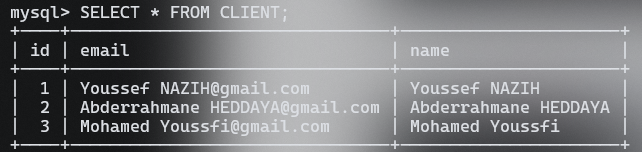 mysql> SELECT * FROM CLIENT;
+----+-----------------------------+--------------------+
| id | email                       | name               |
+----+-----------------------------+--------------------+
|  1 | Youssef NAZIH@gmail.com     | Youssef NAZIH      |
|  2 | Abderrahmane HEDDAYA@gmail.com | Abderrahmane HEDDAYA |
|  3 | Mohamed Youssfi@gmail.com   | Mohamed Youssfi    |
+----+-----------------------------+--------------------+